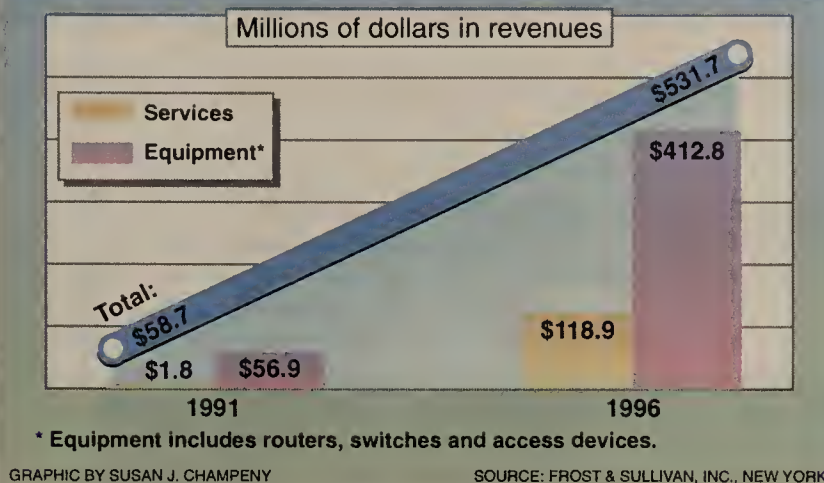 Millions of dollars in revenues
Services
Equipment*
Total:
$58.7
$531.7
$1.8
$56.9
$118.9
$412.8
1991
1996
* Equipment includes routers, switches and access devices.
GRAPHIC BY SUSAN J. CHAMPENY
SOURCE: FROST & SULLIVAN, INC., NEW YORK